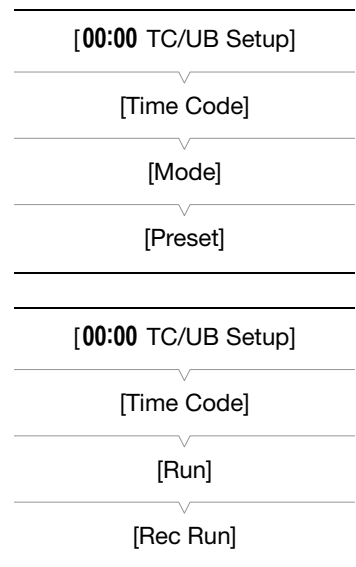 [00:00 TC/UB Setup]
[Time Code]
[Mode]
[Preset]
[00:00 TC/UB Setup]
[Time Code]
[Run]
[Rec Run]